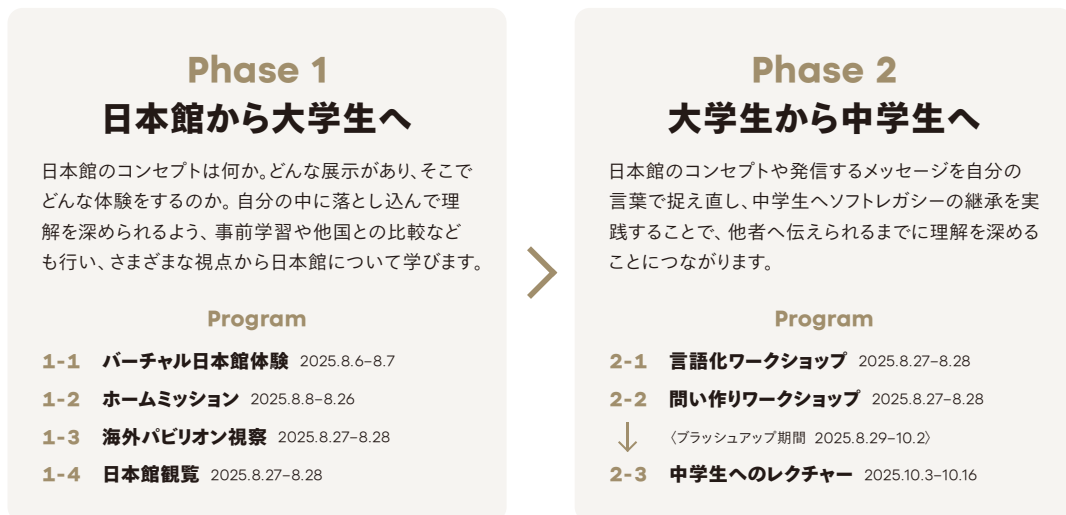 Phase 1
日本館から大学生へ
日本館のコンセプトは何か。どんな展示があり、そこで
どんな体験をするのか。自分の中に落とし込んで理
解を深められるよう、事前学習や他国との比較など
も行い、さまざまな視点から日本館について学びます。
Program
1-1 バーチャル日本館体験 2025.8.6–8.7
1-2 ホームミッション 2025.8.8–8.26
1-3 海外パビリオン視察 2025.8.27–8.28
1-4 日本館観覧 2025.8.27–8.28
Phase 2
大学生から中学生へ
日本館のコンセプトや発信するメッセージを自分の
言葉で捉え直し、中学生へソフトレガシーの継承を実
践することで、他者へ伝えられるまでに理解を深める
ことにつながります。
Program
2-1 言語化ワークショップ 2025.8.27–8.28
2-2 問い作りワークショップ 2025.8.27–8.28
〈ブラッシュアップ期間 2025.8.29–10.2〉
2-3 中学生へのレクチャー 2025.10.3–10.16